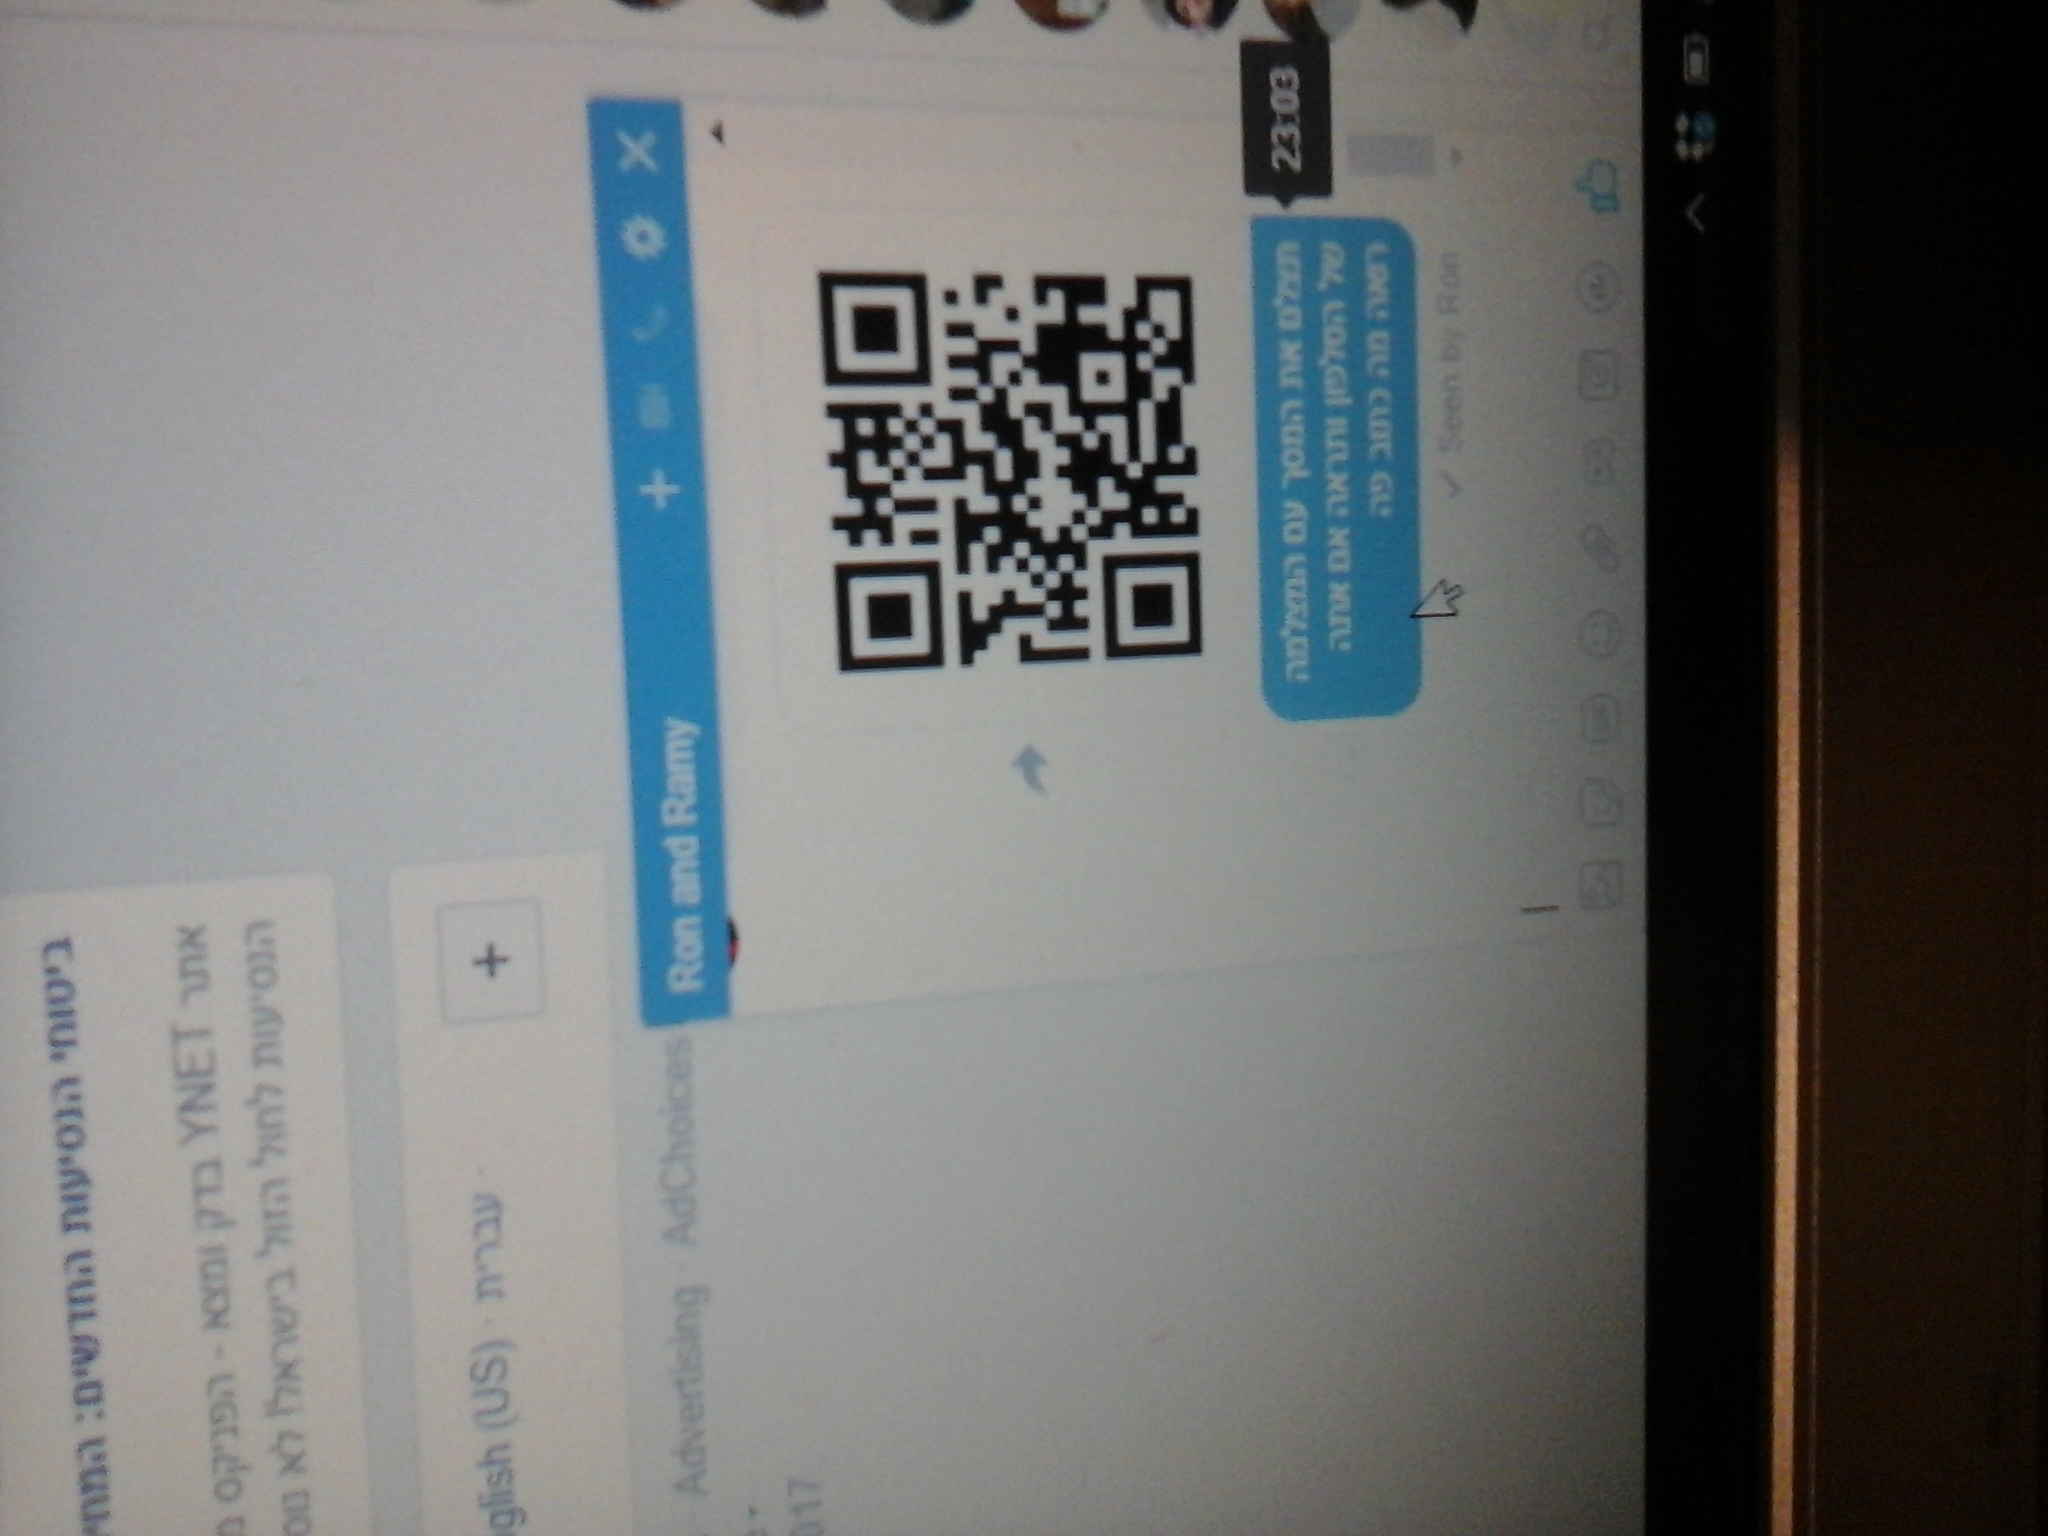 ביטוחי הנסיעות החדשים: המחי
אתר YNET בדק ומצא - הפניקס מ
הנסיעות לחול הזול בישראל! לא נוס
glish (US) · עברית ·
Advertising · AdChoices
017
Ron and Ramy
תצלם את המסך עם המצלמה
של הסלפון ותראה אם אתה
רואה מה כתוב פה
23:03
Seen by Ron